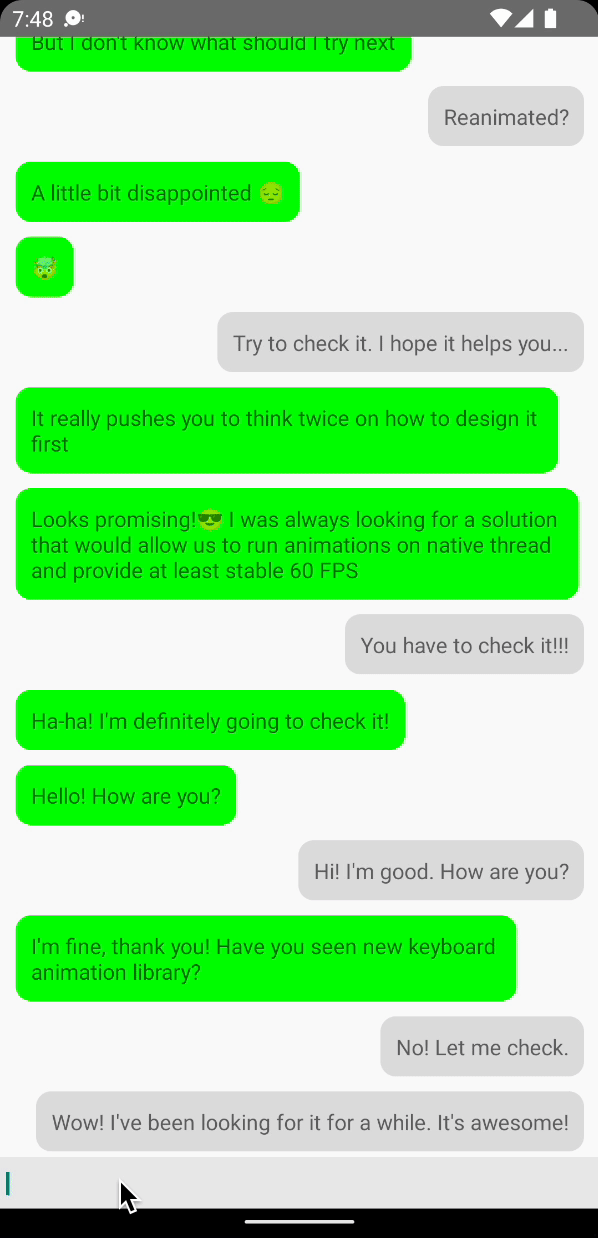 7:48
But I don't know what should I try next
Reanimated?
A little bit disappointed 😔
🤯
Try to check it. I hope it helps you...
It really pushes you to think twice on how to design it
first
Looks promising!😎 I was always looking for a solution
that would allow us to run animations on native thread
and provide at least stable 60 FPS
You have to check it!!!
Ha-ha! I'm definitely going to check it!
Hello! How are you?
Hi! I'm good. How are you?
I'm fine, thank you! Have you seen new keyboard
animation library?
No! Let me check.
Wow! I've been looking for it for a while. It's awesome!